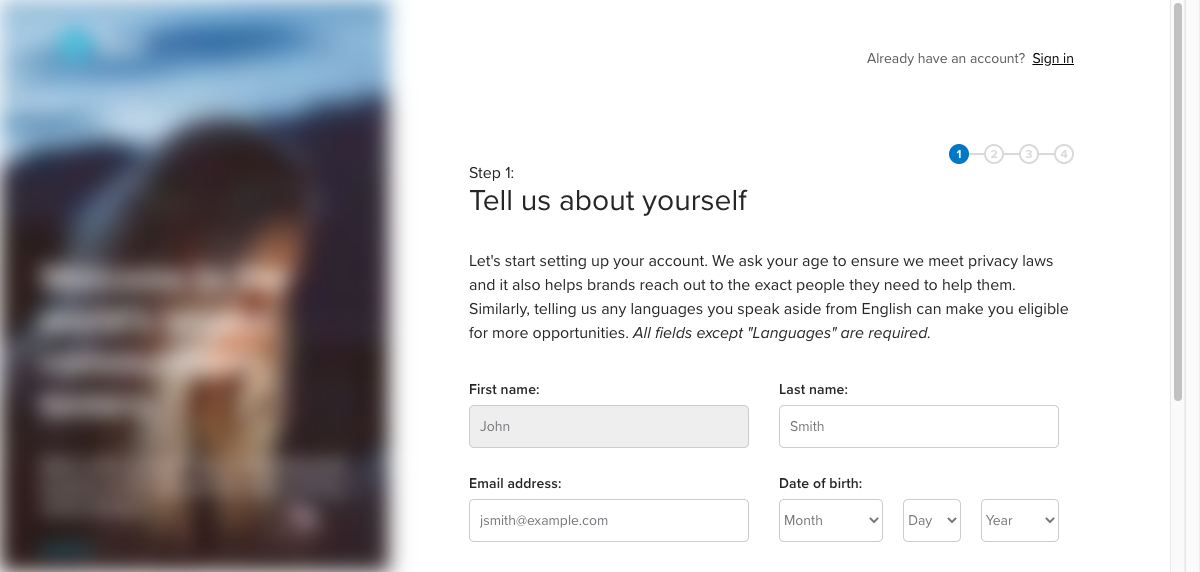 Already have an account? Sign in
1 2 3 4
Step 1:
Tell us about yourself
Let's start setting up your account. We ask your age to ensure we meet privacy laws
and it also helps brands reach out to the exact people they need to help them.
Similarly, telling us any languages you speak aside from English can make you eligible
for more opportunities. All fields except "Languages" are required.
First name: Last name:
John Smith
Email address: Date of birth:
jsmith@example.com Month Day Year